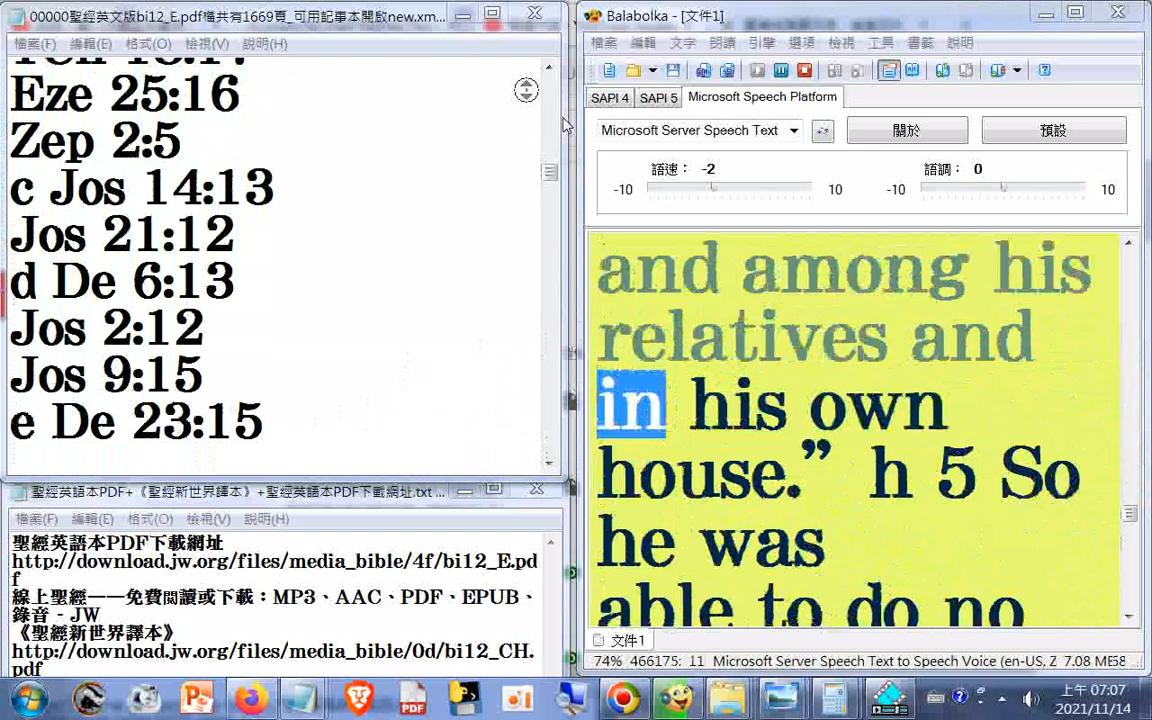 00000聖經英文版bi12_E.pdf檔共有1669頁_可用記事本開啟new.xm...
檔案(F) 編輯(E) 格式(O) 檢視(V) 說明(H)
Eze 25:16
Zep 2:5
c Jos 14:13
Jos 21:12
d De 6:13
Jos 2:12
Jos 9:15
e De 23:15
聖經英語本PDF+《聖經新世界譯本》+聖經英語本PDF下載網址.txt ...
檔案(F) 編輯(E) 格式(O) 檢視(V) 說明(H)
聖經英語本PDF下載網址
http://download.jw.org/files/media_bible/4f/bi12_E.pd
f
線上聖經——免費閱讀或下載：MP3、AAC、PDF、EPUB、
錄音 - JW
《聖經新世界譯本》
http://download.jw.org/files/media_bible/0d/bi12_CH.
pdf
Balabolka - [文件1]
檔案 編輯 文字 朗讀 引擎 選項 檢視 工具 書籤 說明
SAPI 4 SAPI 5 Microsoft Speech Platform
Microsoft Server Speech Text 關於 預設
語速： -2 語調： 0
-10 10 -10 10
and among his
relatives and
in his own
house.” h 5 So
he was
able to do no
文件1
74% 466175: 11 Microsoft Server Speech Text to Speech Voice (en-US, Z 7.08 ME58
上午 07:07
2021/11/14